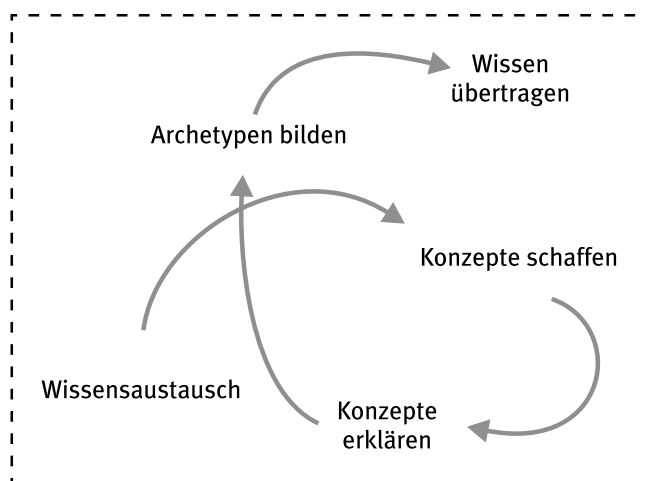 Wissen
übertragen
Archetypen bilden
Konzepte schaffen
Wissensaustausch
Konzepte
erklären